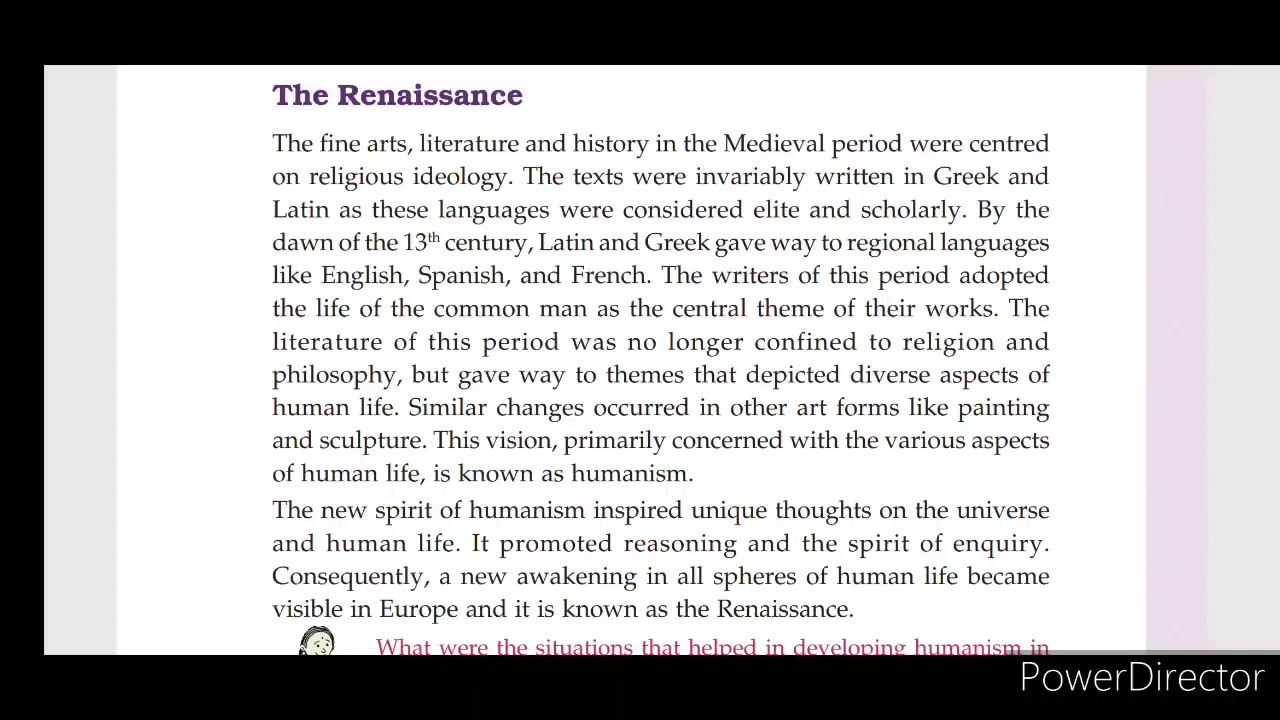 The Renaissance
The fine arts, literature and history in the Medieval period were centred
on religious ideology. The texts were invariably written in Greek and
Latin as these languages were considered elite and scholarly. By the
dawn of the 13th century, Latin and Greek gave way to regional languages
like English, Spanish, and French. The writers of this period adopted
the life of the common man as the central theme of their works. The
literature of this period was no longer confined to religion and
philosophy, but gave way to themes that depicted diverse aspects of
human life. Similar changes occurred in other art forms like painting
and sculpture. This vision, primarily concerned with the various aspects
of human life, is known as humanism.
The new spirit of humanism inspired unique thoughts on the universe
and human life. It promoted reasoning and the spirit of enquiry.
Consequently, a new awakening in all spheres of human life became
visible in Europe and it is known as the Renaissance.
What were the situations that helped in developing humanism in
PowerDirector